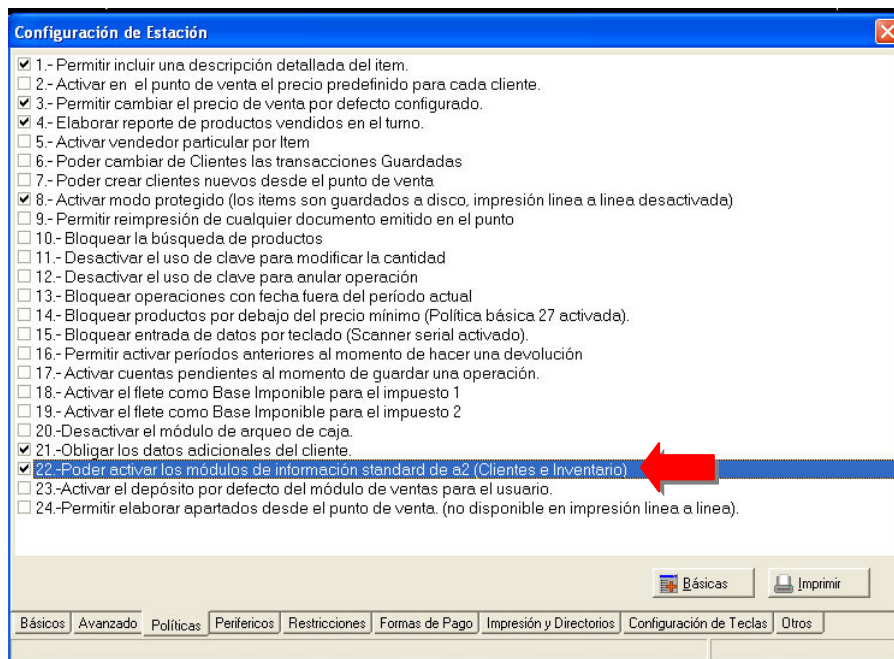 Configuración de Estación
1.- Permitir incluir una descripción detallada del item.
2.- Activar en el punto de venta el precio predefinido para cada cliente.
3.- Permitir cambiar el precio de venta por defecto configurado.
4.- Elaborar reporte de productos vendidos en el turno.
5.- Activar vendedor particular por Item
6.- Poder cambiar de Clientes las transacciones Guardadas
7.- Poder crear clientes nuevos desde el punto de venta
8.- Activar modo protegido (los items son guardados a disco, impresión linea a linea desactivada)
9.- Permitir reimpresión de cualquier documento emitido en el punto
10.- Bloquear la búsqueda de productos
11.- Desactivar el uso de clave para modificar la cantidad
12.- Desactivar el uso de clave para anular operación
13.- Bloquear operaciones con fecha fuera del período actual
14.- Bloquear productos por debajo del precio mínimo (Política básica 27 activada).
15.- Bloquear entrada de datos por teclado (Scanner serial activado).
16.- Permitir activar períodos anteriores al momento de hacer una devolución
17.- Activar cuentas pendientes al momento de guardar una operación.
18.- Activar el flete como Base Imponible para el impuesto 1
19.- Activar el flete como Base Imponible para el impuesto 2
20.-Desactivar el módulo de arqueo de caja.
21.-Obligar los datos adicionales del cliente.
22.-Poder activar los módulos de información standard de a2 (Clientes e Inventario)
23.-Activar el depósito por defecto del módulo de ventas para el usuario.
24.-Permitir elaborar apartados desde el punto de venta. (no disponible en impresión linea a linea).
Básicas Imprimir
Básicos Avanzado Políticas Perifericos Restricciones Formas de Pago Impresión y Directorios Configuración de Teclas Otros